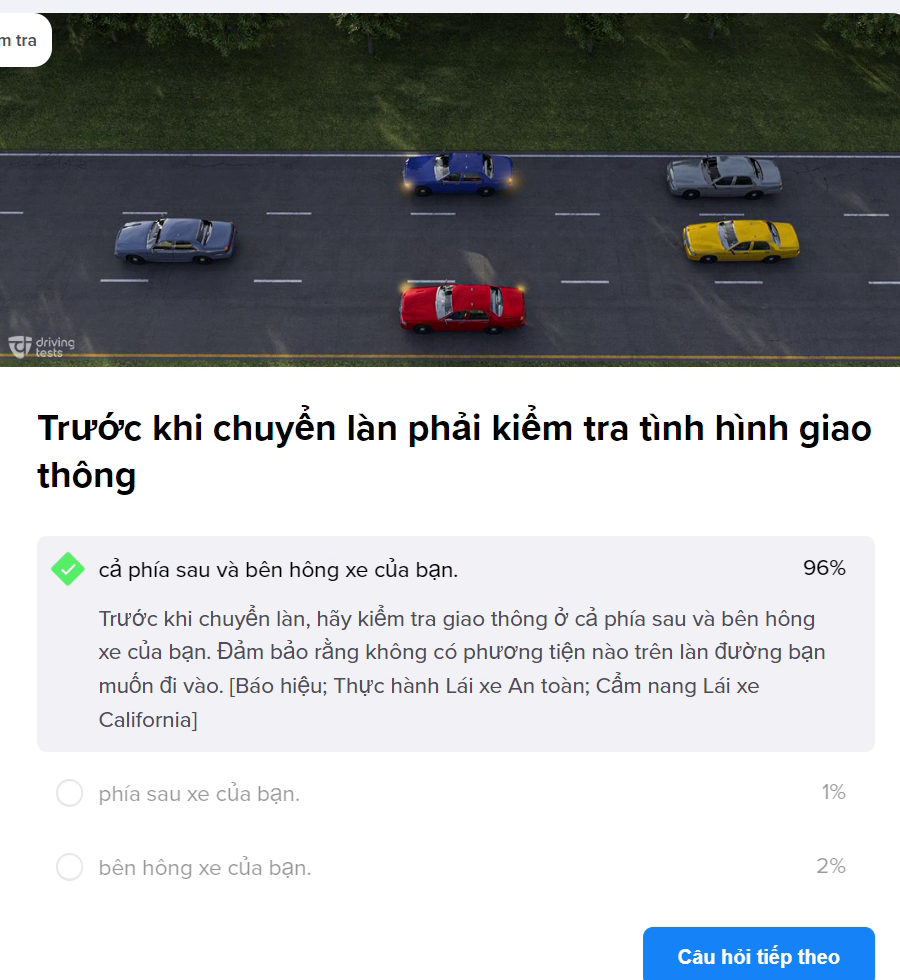 m tra
driving
tests
Trước khi chuyển làn phải kiểm tra tình hình giao
thông
cả phía sau và bên hông xe của bạn. 96%
Trước khi chuyển làn, hãy kiểm tra giao thông ở cả phía sau và bên hông
xe của bạn. Đảm bảo rằng không có phương tiện nào trên làn đường bạn
muốn đi vào. [Báo hiệu; Thực hành Lái xe An toàn; Cẩm nang Lái xe
California]
phía sau xe của bạn. 1%
bên hông xe của bạn. 2%
Câu hỏi tiếp theo